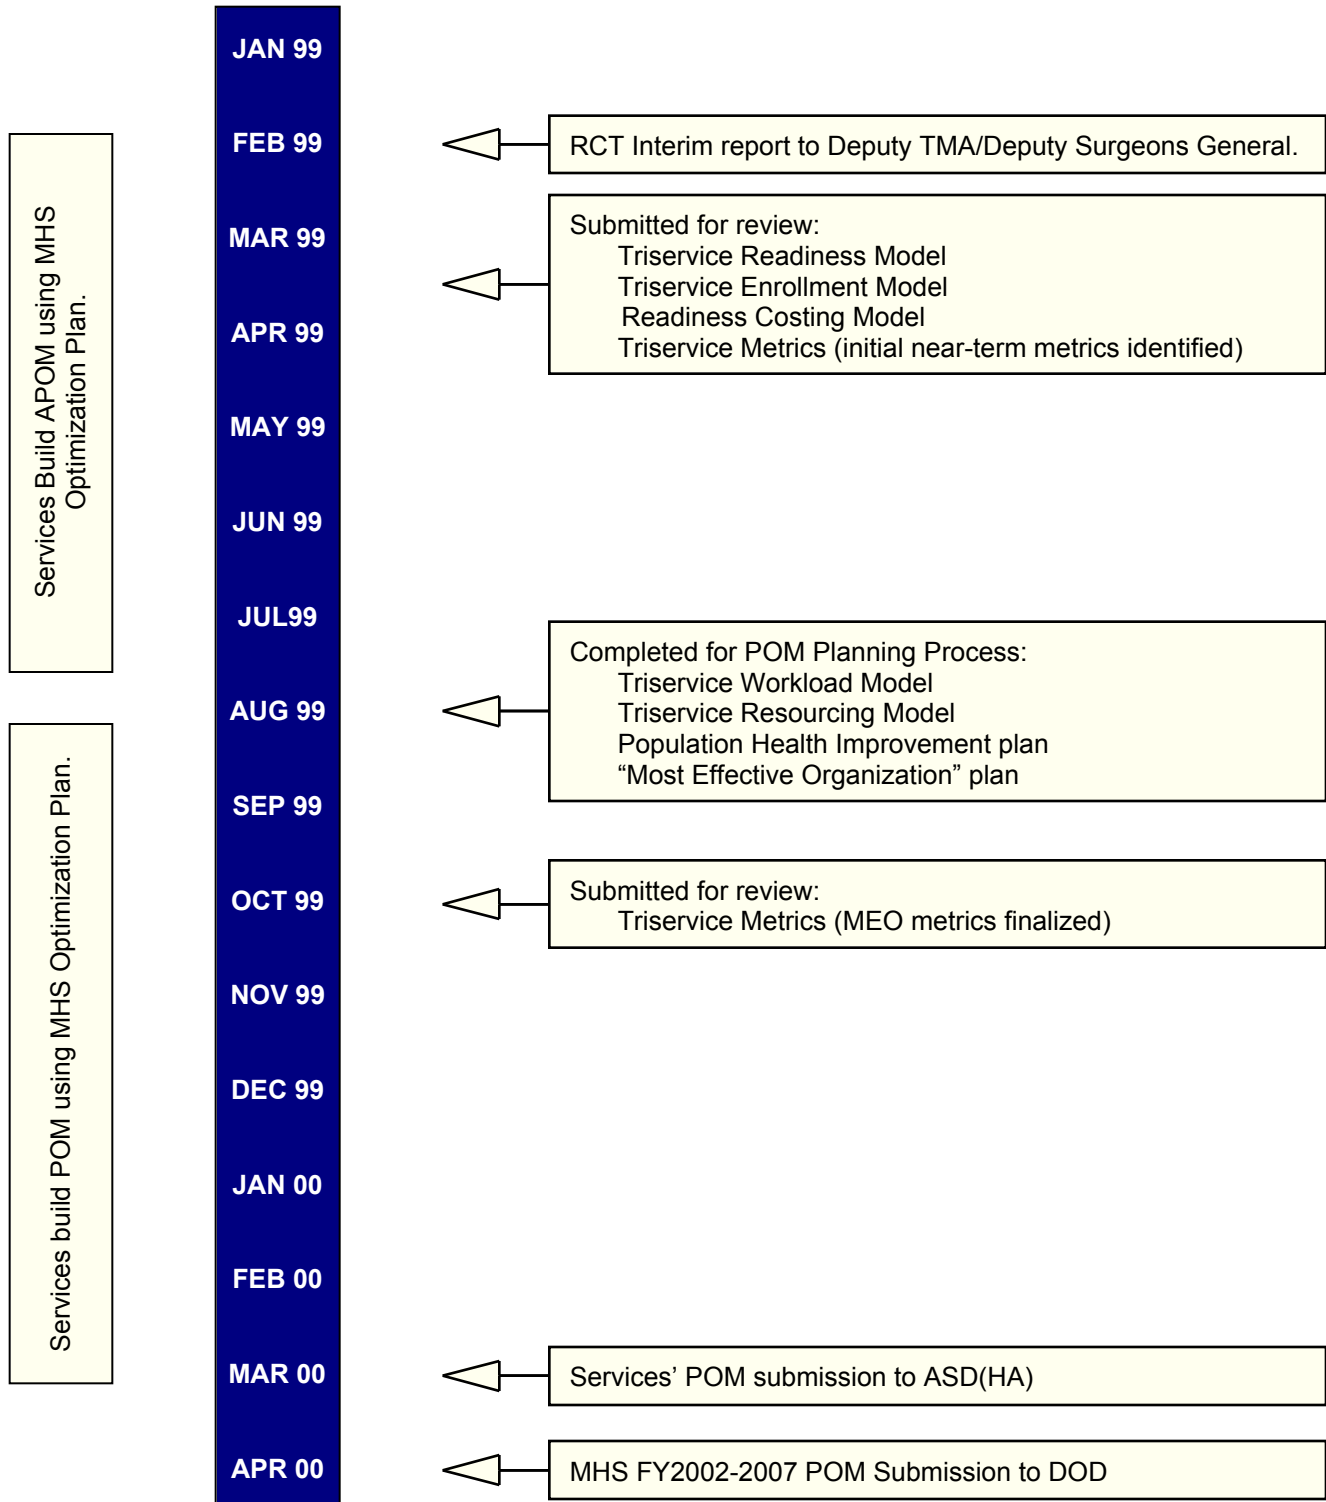 JAN 99
FEB 99
MAR 99
APR 99
MAY 99
JUN 99
JUL99
AUG 99
SEP 99
OCT 99
NOV 99
DEC 99
JAN 00
FEB 00
MAR 00
APR 00
Services Build APOM using MHS
Optimization Plan.
Services build POM using MHS Optimization Plan.
RCT Interim report to Deputy TMA/Deputy Surgeons General.
Submitted for review:
Triservice Readiness Model
Triservice Enrollment Model
Readiness Costing Model
Triservice Metrics (initial near-term metrics identified)
Completed for POM Planning Process:
Triservice Workload Model
Triservice Resourcing Model
Population Health Improvement plan
“Most Effective Organization” plan
Submitted for review:
Triservice Metrics (MEO metrics finalized)
Services’ POM submission to ASD(HA)
MHS FY2002-2007 POM Submission to DOD